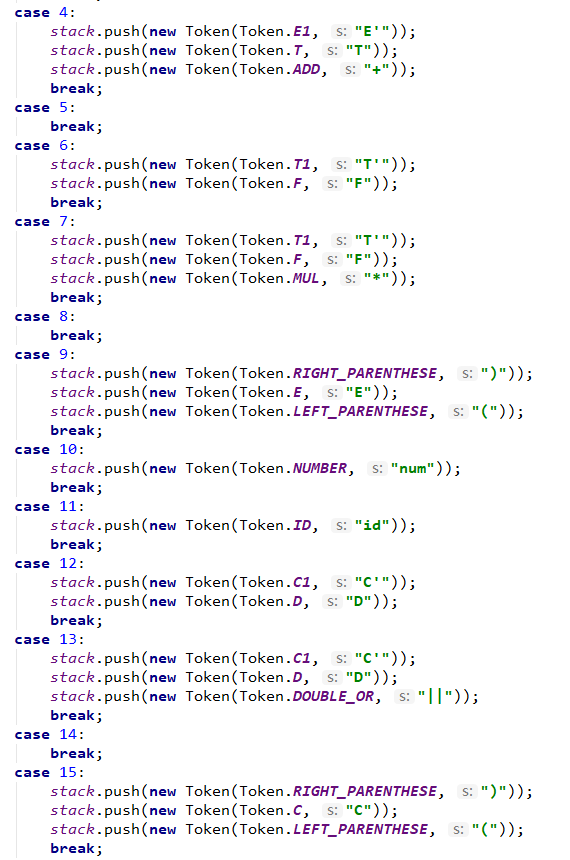 case 4:
    stack.push(new Token(Token.E1, s: "E'"));
    stack.push(new Token(Token.T, s: "T"));
    stack.push(new Token(Token.ADD, s: "+"));
    break;
case 5:
    break;
case 6:
    stack.push(new Token(Token.T1, s: "T'"));
    stack.push(new Token(Token.F, s: "F"));
    break;
case 7:
    stack.push(new Token(Token.T1, s: "T'"));
    stack.push(new Token(Token.F, s: "F"));
    stack.push(new Token(Token.MUL, s: "*"));
    break;
case 8:
    break;
case 9:
    stack.push(new Token(Token.RIGHT_PARENTHESE, s: ")"));
    stack.push(new Token(Token.E, s: "E"));
    stack.push(new Token(Token.LEFT_PARENTHESE, s: "("));
    break;
case 10:
    stack.push(new Token(Token.NUMBER, s: "num"));
    break;
case 11:
    stack.push(new Token(Token.ID, s: "id"));
    break;
case 12:
    stack.push(new Token(Token.C1, s: "C'"));
    stack.push(new Token(Token.D, s: "D"));
    break;
case 13:
    stack.push(new Token(Token.C1, s: "C'"));
    stack.push(new Token(Token.D, s: "D"));
    stack.push(new Token(Token.DOUBLE_OR, s: "||"));
    break;
case 14:
    break;
case 15:
    stack.push(new Token(Token.RIGHT_PARENTHESE, s: ")"));
    stack.push(new Token(Token.C, s: "C"));
    stack.push(new Token(Token.LEFT_PARENTHESE, s: "("));
    break;